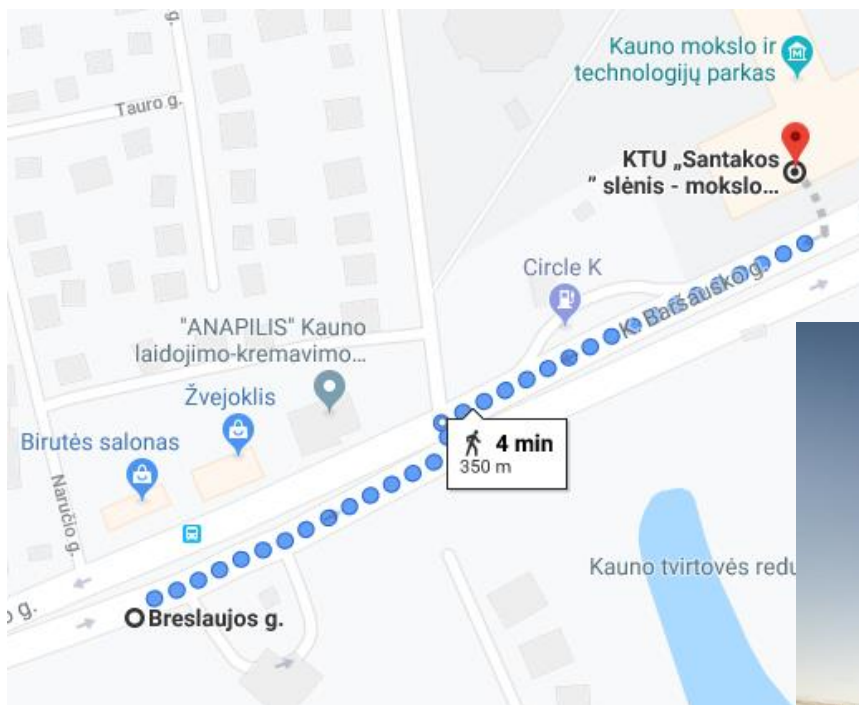 g.
Kauno mokslo ir
technologijų parkas
Tauro g.
KTU „Santakos
” slėnis - mokslo...
Circle K
K. Baršausko g.
"ANAPILIS" Kauno
laidojimo-kremavimo...
Žvejoklis
Birutės salonas
4 min
350 m
Naručio g.
Kauno tvirtovės redu
o g.
Breslaujos g.